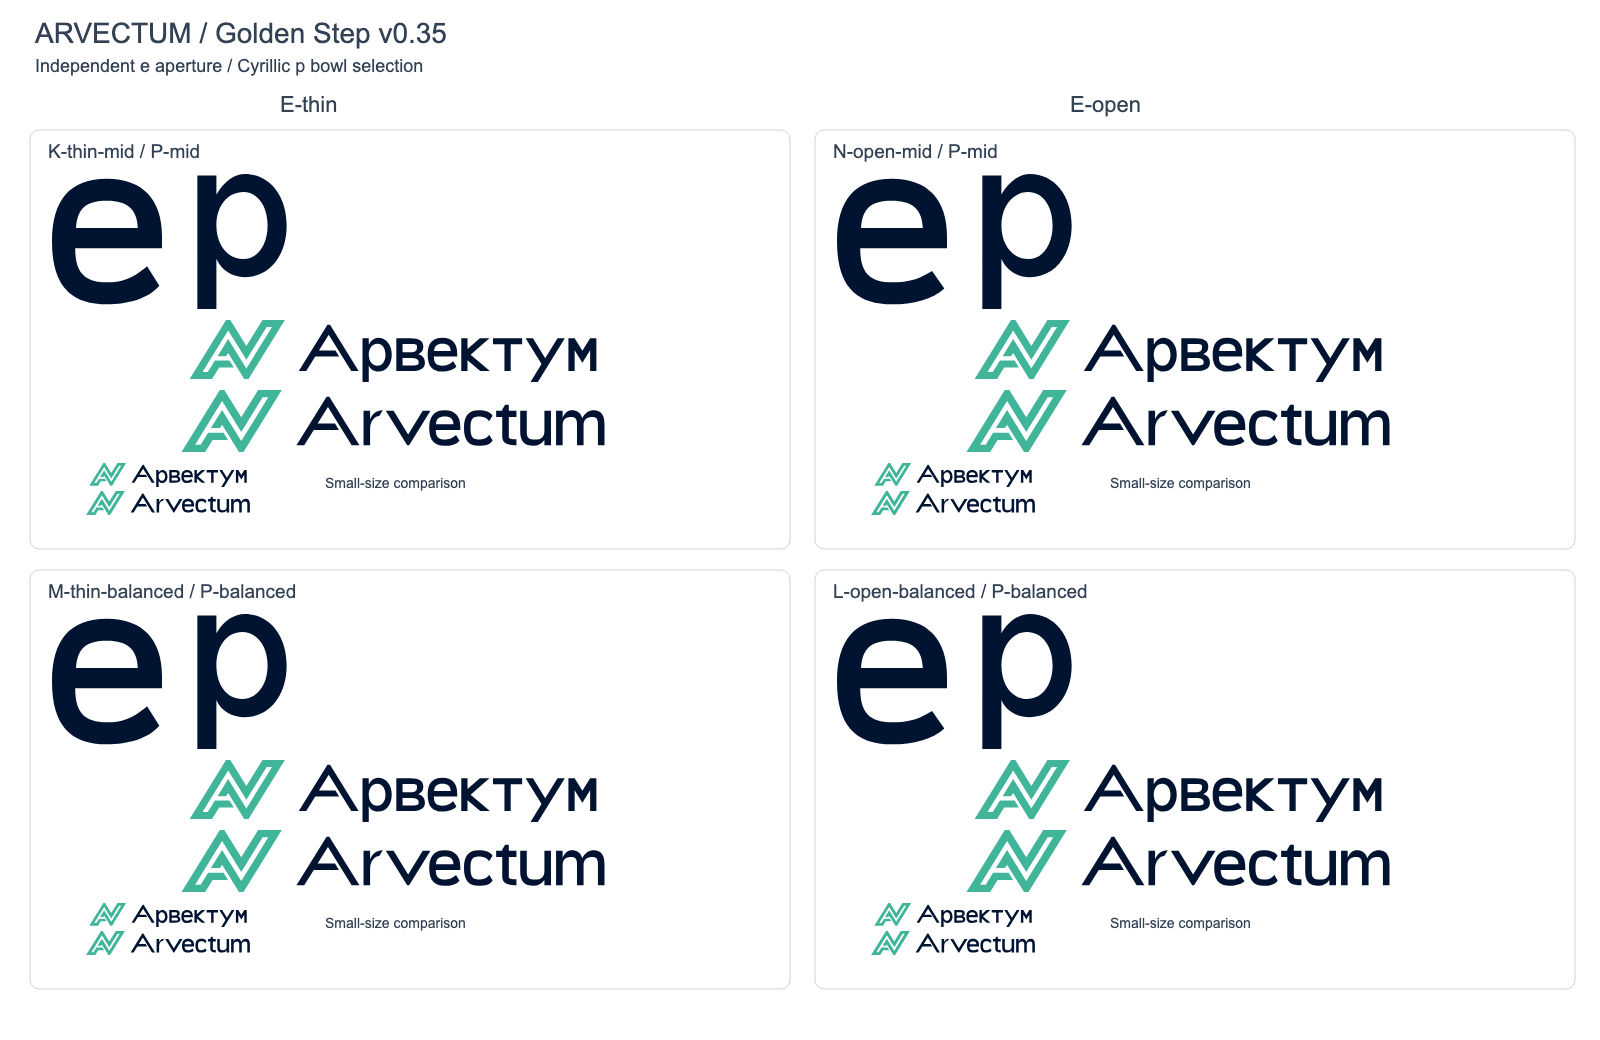 ARVECTUM / Golden Step v0.35
Independent e aperture / Cyrillic p bowl selection
E-thin
E-open
K-thin-mid / P-mid
ep
Арвектум
Arvectum
Арвектум
Arvectum
Small-size comparison
N-open-mid / P-mid
ep
Арвектум
Arvectum
Арвектум
Arvectum
Small-size comparison
M-thin-balanced / P-balanced
ep
Арвектум
Arvectum
Арвектум
Arvectum
Small-size comparison
L-open-balanced / P-balanced
ep
Арвектум
Arvectum
Арвектум
Arvectum
Small-size comparison